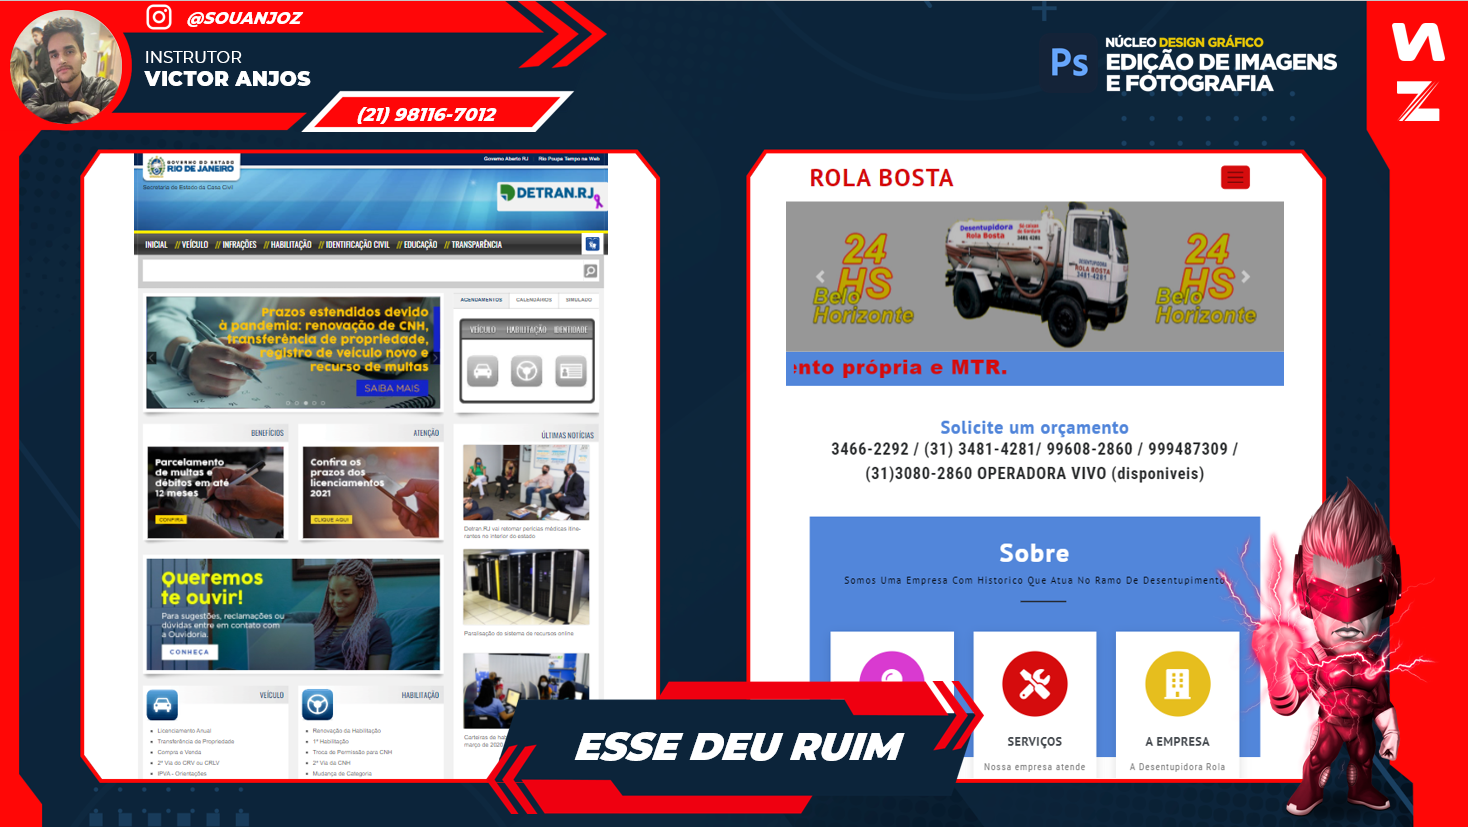 @SOUANJOZ
INSTRUTOR
VICTOR ANJOS
(21) 98116-7012
Ps
NÚCLEO DESIGN GRÁFICO
EDIÇÃO DE IMAGENS
E FOTOGRAFIA
GOVERNO DO ESTADO
RIO DE JANEIRO
Secretaria de Estado da Casa Civil
Governo Aberto RJ
Rio Poupa Tempo na Web
DETRAN.RJ
INICIAL // VEÍCULO // INFRAÇÕES // HABILITAÇÃO // IDENTIFICAÇÃO CIVIL // EDUCAÇÃO // TRANSPARÊNCIA
Prazos estendidos devido
à pandemia: renovação de CNH,
transferência de propriedade,
registro de veículo novo e
recurso de multas
SAIBA MAIS
AGENDAMENTOS CALENDÁRIOS SIMULADO
VEÍCULO HABILITAÇÃO IDENTIDADE
BENEFÍCIOS
Parcelamento
de multas e
débitos em até
12 meses
CONFIRA
ATENÇÃO
Confira os
prazos dos
licenciamentos
2021
CLIQUE AQUI
ÚLTIMAS NOTÍCIAS
Detran.RJ vai retomar perícias médicas itine-
rantes no interior do estado
Paralisação do sistema de recursos online
Carteiras de hab
março de 2020
Queremos
te ouvir!
Para sugestões, reclamações ou
dúvidas entre em contato com
a Ouvidoria.
CONHEÇA
VEÍCULO
Licenciamento Anual
Transferência de Propriedade
Compra e Venda
2ª Via do CRV ou CRLV
IPVA - Orientações
HABILITAÇÃO
Renovação da Habilitação
1ª Habilitação
Troca de Permissão para CNH
2ª Via da CNH
Mudança de Categoria
ROLA BOSTA
24
HS
Belo
Horizonte
Desentupidora
Rola Bosta
3481-4281
DESENTUPIDORA
ROLA BOSTA
3481-4281
24
HS
Belo
Horizonte
ento própria e MTR.
Solicite um orçamento
3466-2292 / (31) 3481-4281/ 99608-2860 / 999487309 /
(31)3080-2860 OPERADORA VIVO (disponiveis)
Sobre
Somos Uma Empresa Com Historico Que Atua No Ramo De Desentupimento
SERVIÇOS
Nossa empresa atende
A EMPRESA
A Desentupidora Rola
ESSE DEU RUIM